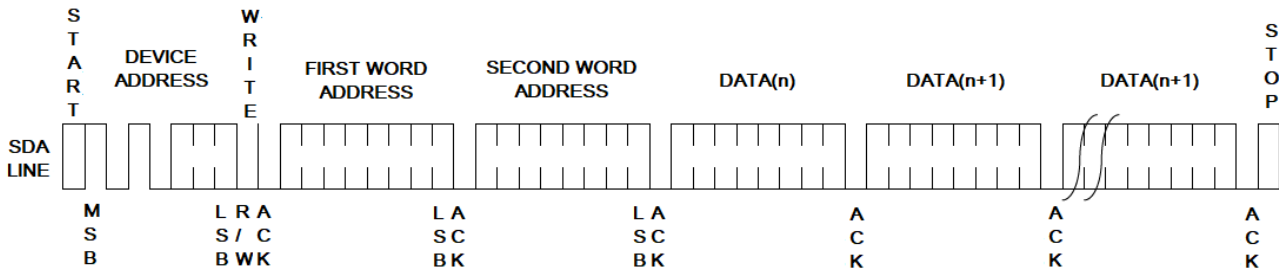 START
WRITE
STOP
DEVICE
ADDRESS
FIRST WORD
ADDRESS
SECOND WORD
ADDRESS
DATA(n)
DATA(n+1)
DATA(n+1)
SDA
LINE
MSB
LSB
R/W
ACK
LSB
ACK
LSB
ACK
ACK
ACK
ACK